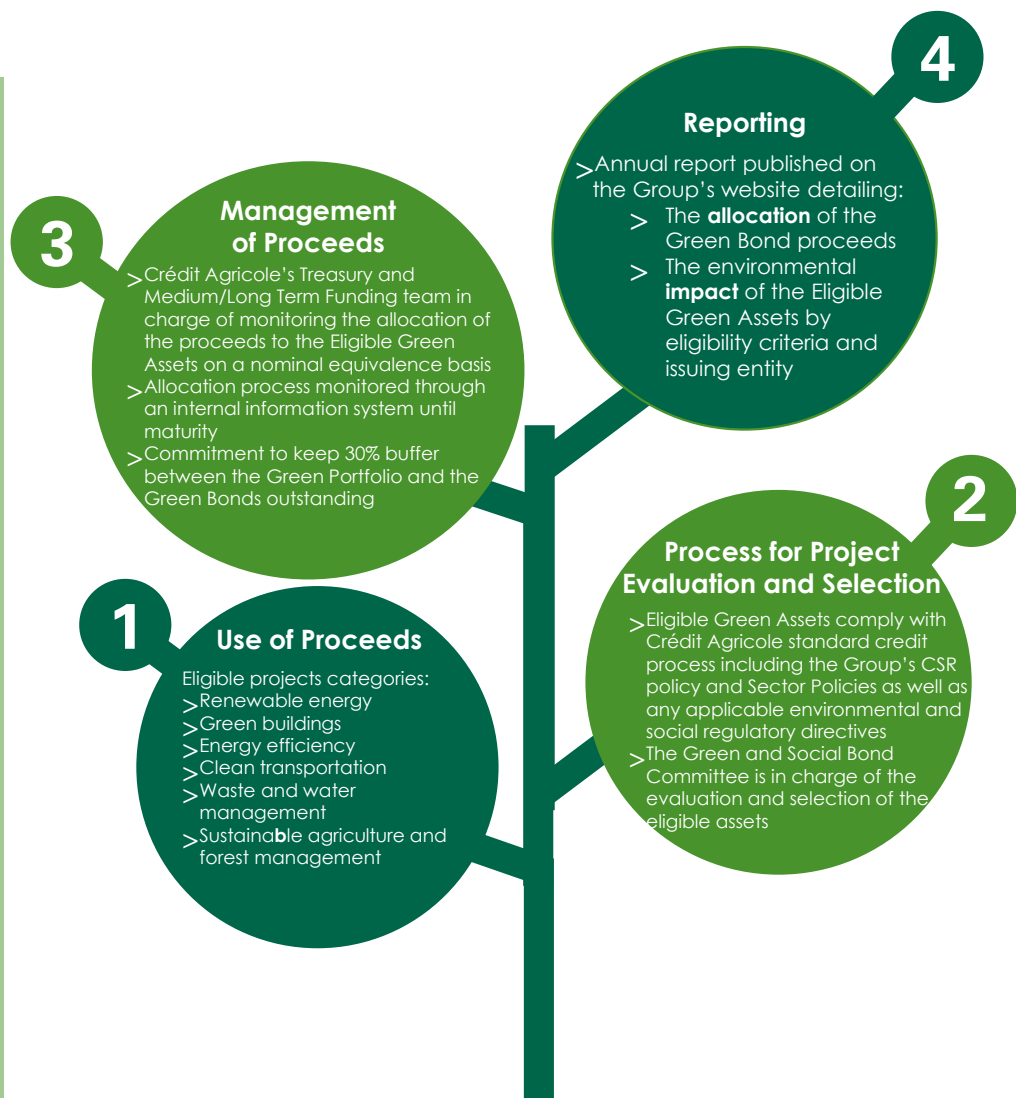 4
Reporting
>Annual report published on
the Group's website detailing:
> The allocation of the
Green Bond proceeds
> The environmental
impact of the Eligible
Green Assets by
eligibility criteria and
issuing entity
3
Management
of Proceeds
>Crédit Agricole's Treasury and
Medium/Long Term Funding team in
charge of monitoring the allocation of
the proceeds to the Eligible Green
Assets on a nominal equivalence basis
>Allocation process monitored through
an internal information system until
maturity
>Commitment to keep 30% buffer
between the Green Portfolio and the
Green Bonds outstanding
2
Process for Project
Evaluation and Selection
>Eligible Green Assets comply with
Crédit Agricole standard credit
process including the Group's CSR
policy and Sector Policies as well as
any applicable environmental and
social regulatory directives
>The Green and Social Bond
Committee is in charge of the
evaluation and selection of the
eligible assets
1
Use of Proceeds
Eligible projects categories:
>Renewable energy
>Green buildings
>Energy efficiency
>Clean transportation
>Waste and water
management
>Sustainable agriculture and
forest management